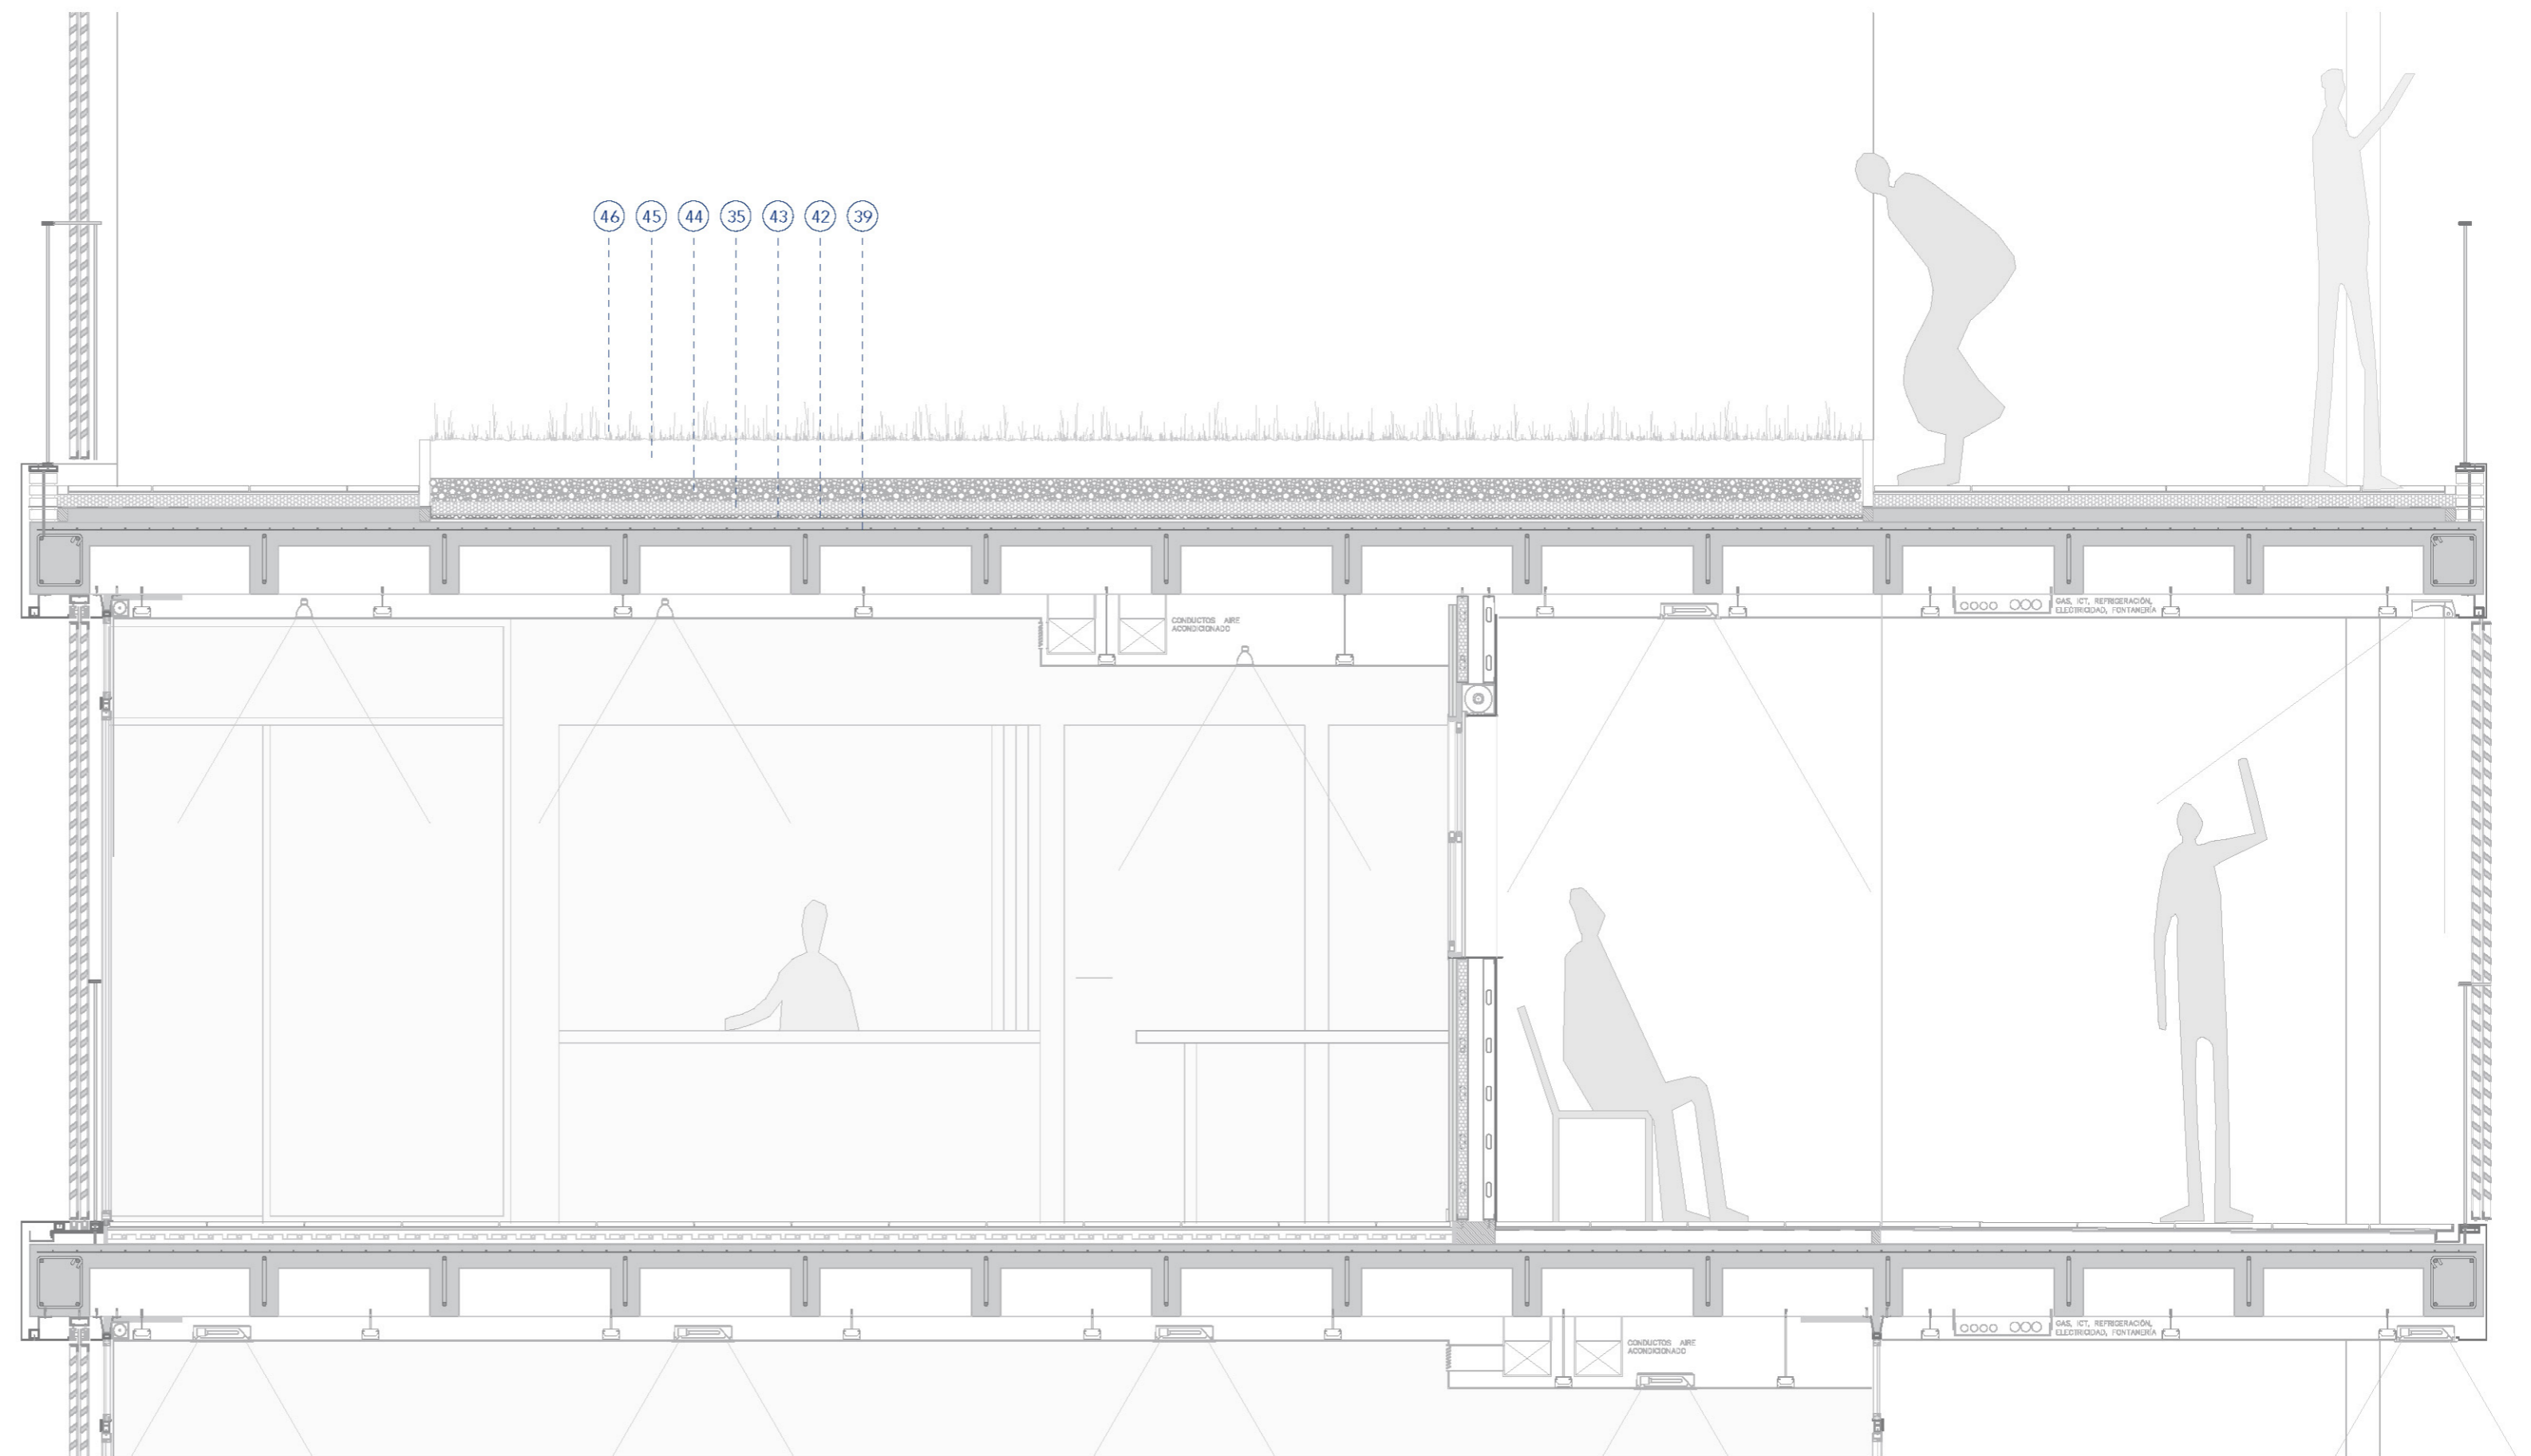 46 45 44 35 43 42 39
CONDUCTOS AIRE
ACONDICIONADO
GAS, ICT, REFRIGERACIÓN,
ELECTRICIDAD, FONTANERÍA
GAS, ICT, REFRIGERACIÓN,
ELECTRICIDAD, FONTANERÍA
CONDUCTOS AIRE
ACONDICIONADO